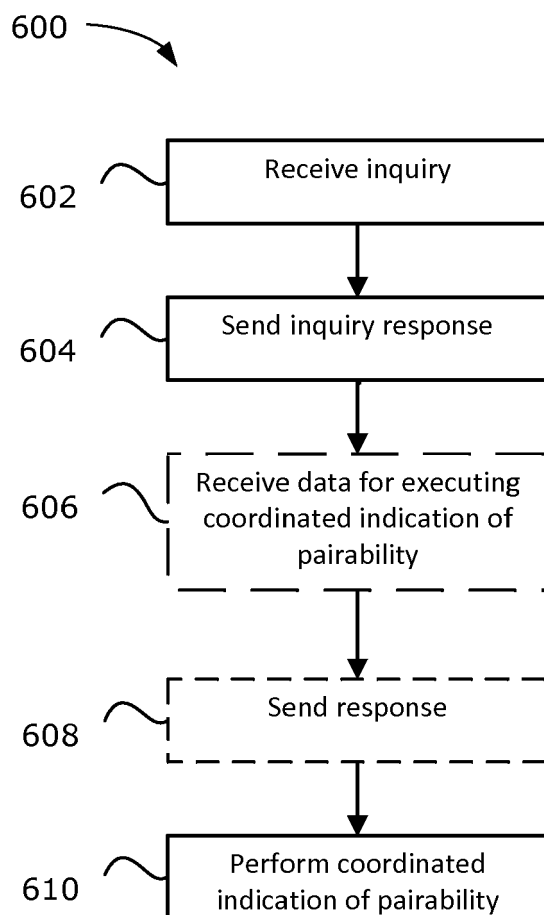 600
602
Receive inquiry
604
Send inquiry response
606
Receive data for executing
coordinated indication of
pairability
608
Send response
610
Perform coordinated
indication of pairability